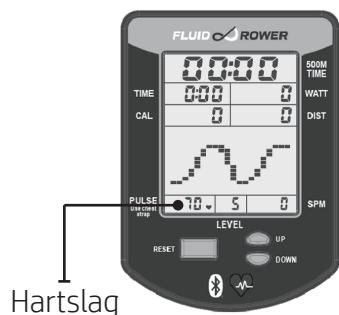 FLUID ROWER
00:00 500M TIME
TIME 0:00 0 WATT
CAL 0 0 DIST
PULSE Use chest strap 70 5 0 SPM
LEVEL
RESET UP
DOWN
Hartslag